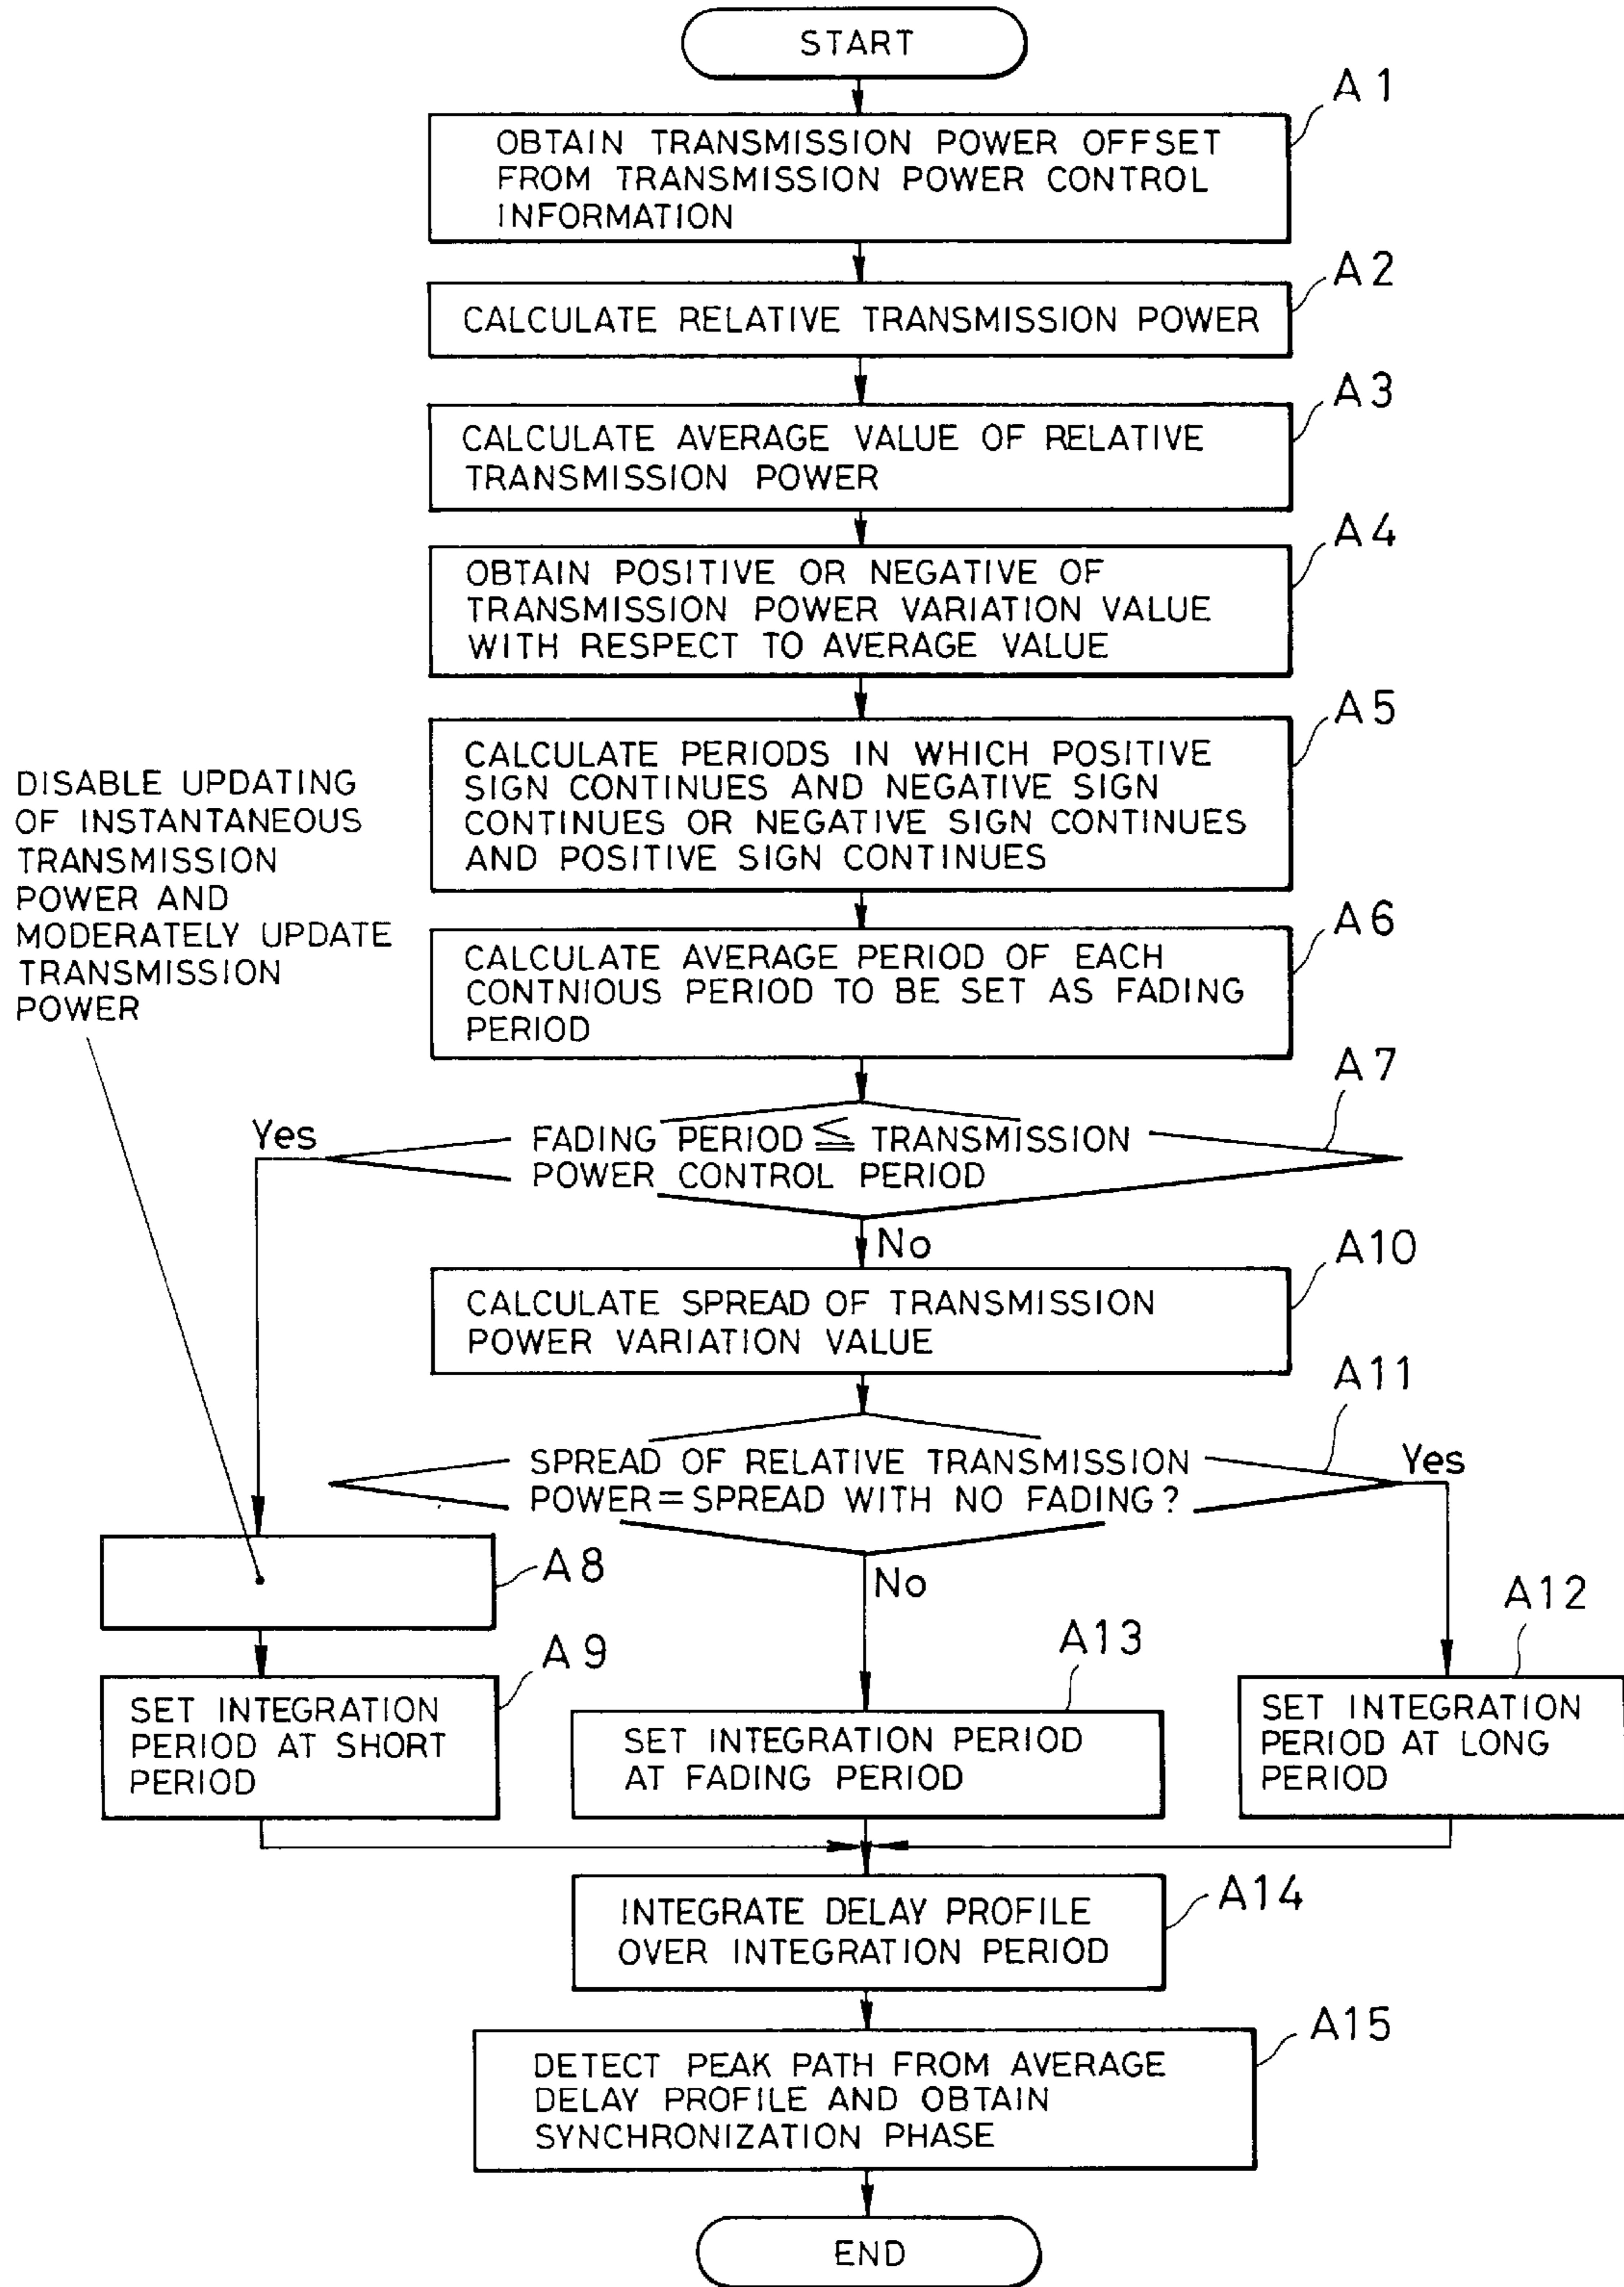 START
A1
OBTAIN TRANSMISSION POWER OFFSET
FROM TRANSMISSION POWER CONTROL
INFORMATION
A2
CALCULATE RELATIVE TRANSMISSION POWER
A3
CALCULATE AVERAGE VALUE OF RELATIVE
TRANSMISSION POWER
A4
OBTAIN POSITIVE OR NEGATIVE OF
TRANSMISSION POWER VARIATION VALUE
WITH RESPECT TO AVERAGE VALUE
A5
CALCULATE PERIODS IN WHICH POSITIVE
SIGN CONTINUES AND NEGATIVE SIGN
CONTINUES OR NEGATIVE SIGN CONTINUES
AND POSITIVE SIGN CONTINUES
DISABLE UPDATING
OF INSTANTANEOUS
TRANSMISSION
POWER AND
MODERATELY UPDATE
TRANSMISSION
POWER
A6
CALCULATE AVERAGE PERIOD OF EACH
CONTNIOUS PERIOD TO BE SET AS FADING
PERIOD
A7
Yes
FADING PERIOD ≦ TRANSMISSION
POWER CONTROL PERIOD
No
A10
CALCULATE SPREAD OF TRANSMISSION
POWER VARIATION VALUE
A11
SPREAD OF RELATIVE TRANSMISSION
POWER=SPREAD WITH NO FADING?
Yes
No
A8
A9
SET INTEGRATION
PERIOD AT SHORT
PERIOD
A13
SET INTEGRATION PERIOD
AT FADING PERIOD
A12
SET INTEGRATION
PERIOD AT LONG
PERIOD
A14
INTEGRATE DELAY PROFILE
OVER INTEGRATION PERIOD
A15
DETECT PEAK PATH FROM AVERAGE
DELAY PROFILE AND OBTAIN
SYNCHRONIZATION PHASE
END